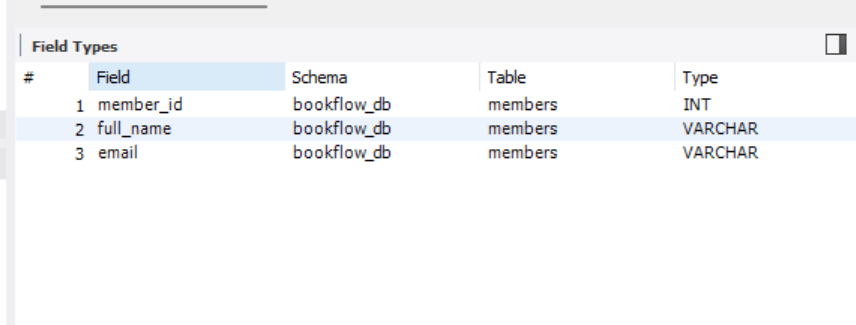 Field Types
# Field Schema Table Type
1 member_id bookflow_db members INT
2 full_name bookflow_db members VARCHAR
3 email bookflow_db members VARCHAR